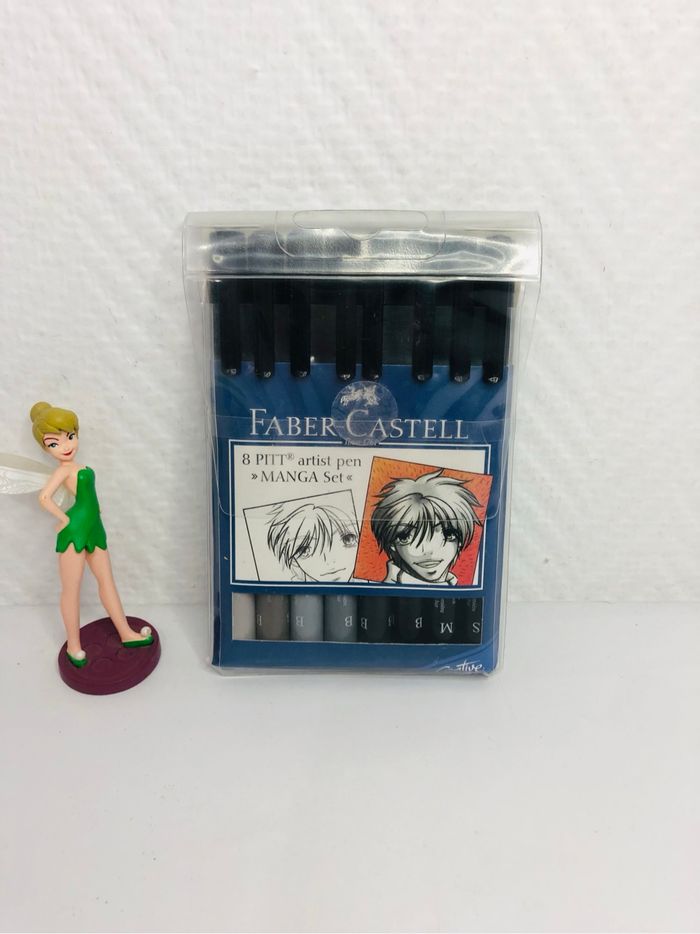 FABER-CASTELL
8 PITT® artist pen
» MANGA Set «
B
B
B
B
B
M
S